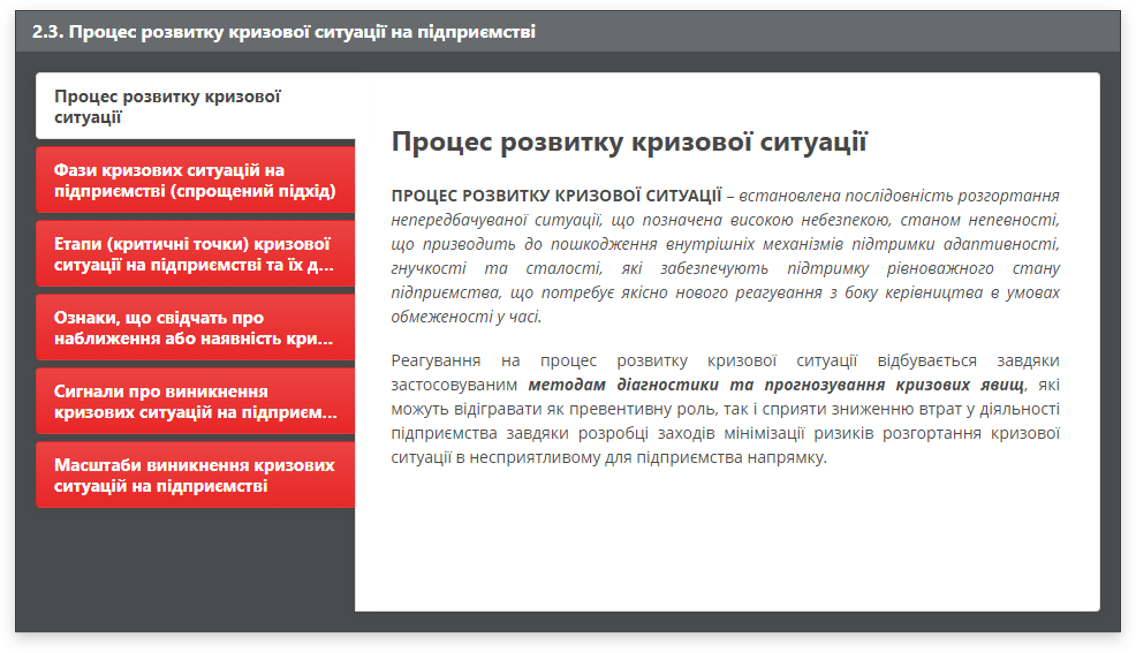 2.3. Процес розвитку кризової ситуації на підприємстві
Процес розвитку кризової
ситуації
Фази кризових ситуацій на
підприємстві (спрощений підхід)
Етапи (критичні точки) кризової
ситуації на підприємстві та їх д...
Ознаки, що свідчать про
наближення або наявність кри...
Сигнали про виникнення
кризових ситуацій на підприєм...
Масштаби виникнення кризових
ситуацій на підприємстві
Процес розвитку кризової ситуації
ПРОЦЕС РОЗВИТКУ КРИЗОВОЇ СИТУАЦІЇ – встановлена послідовність розгортання
непередбачуваної ситуації, що позначена високою небезпекою, станом непевності,
що призводить до пошкодження внутрішніх механізмів підтримки адаптивності,
гнучкості та сталості, які забезпечують підтримку рівноважного стану
підприємства, що потребує якісно нового реагування з боку керівництва в умовах
обмеженості у часі.
Реагування на процес розвитку кризової ситуації відбувається завдяки
застосовуваним методам діагностики та прогнозування кризових явищ, які
можуть відігравати як превентивну роль, так і сприяти зниженню втрат у діяльності
підприємства завдяки розробці заходів мінімізації ризиків розгортання кризової
ситуації в несприятливому для підприємства напрямку.